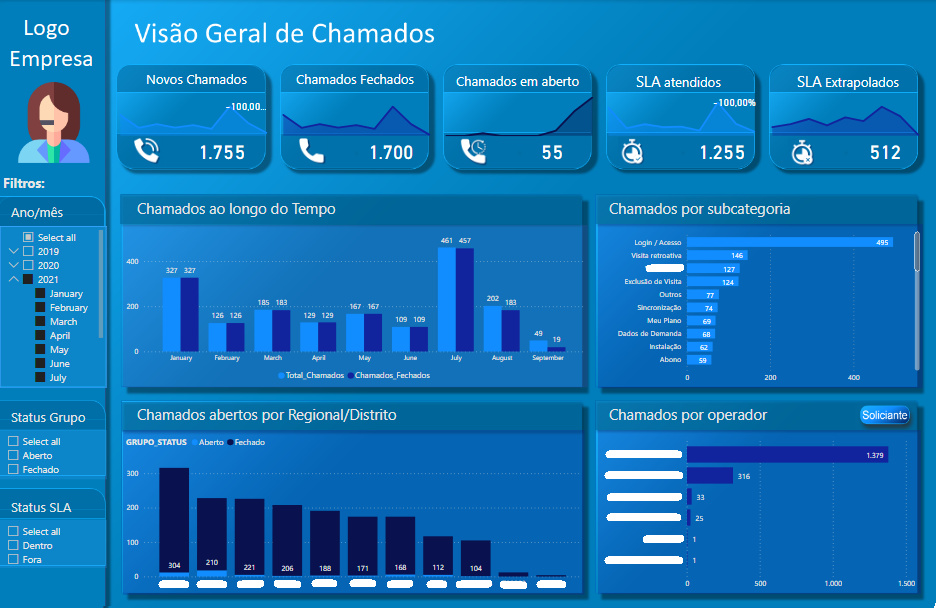 Logo
Empresa
Visão Geral de Chamados
Novos Chamados
-100,00...
1.755
Chamados Fechados
1.700
Chamados em aberto
55
SLA atendidos
-100,00%
1.255
SLA Extrapolados
512
Filtros:
Ano/mês
Select all
2019
2020
2021
January
February
March
April
May
June
July
Status Grupo
Select all
Aberto
Fechado
Status SLA
Select all
Dentro
Fora
Chamados ao longo do Tempo
461 457
400
327 327
200
185 183
202 183
167 167
126 126
129 129
109 109
49
19
0
January February March April May June July August September
Total_Chamados Chamados_Fechados
Chamados por subcategoria
Login / Acesso 495
Visita retroativa 146
127
Exclusão de Visita 124
Outros 77
Sincronização 74
Meu Plano 69
Dados de Demanda 68
Instalação 62
Abono 59
0 200 400
Chamados abertos por Regional/Distrito
GRUPO_STATUS Aberto Fechado
300
200
100
0
304 210 221 206 188 171 168 112 104
Chamados por operador
Soliciante
1.379
316
33
25
1
1
0 500 1.000 1.500